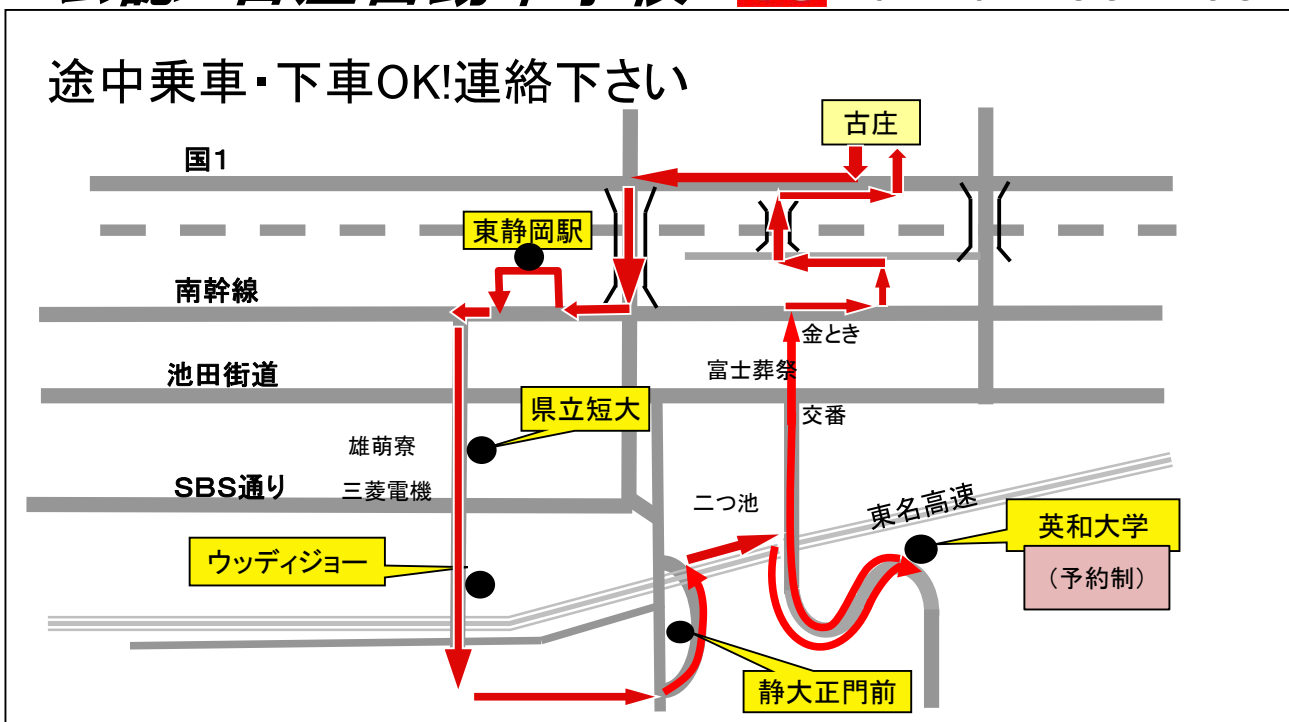 途中乗車・下車OK!連絡下さい
古庄
国1
東静岡駅
南幹線
金とき
富士葬祭
池田街道
県立短大
交番
雄萌寮
SBS通り
三菱電機
二つ池
東名高速
英和大学
(予約制)
ウッディジョー
静大正門前